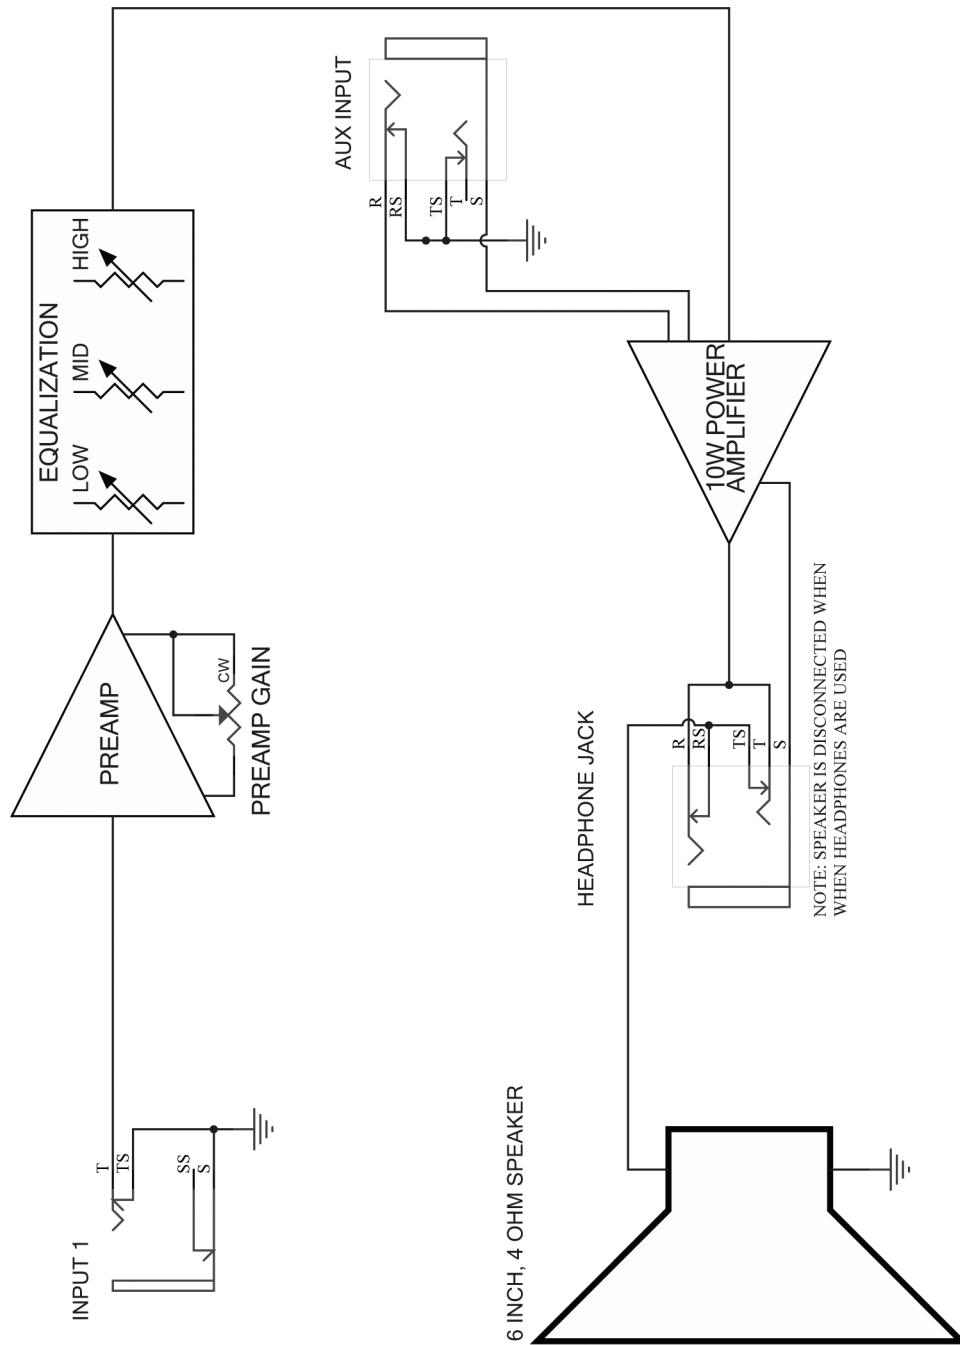 INPUT 1
T
TS
SS
S
PREAMP
CW
PREAMP GAIN
EQUALIZATION
LOW
MID
HIGH
AUX INPUT
R
RS
TS
T
S
10W POWER
AMPLIFIER
HEADPHONE JACK
R
RS
TS
T
S
NOTE: SPEAKER IS DISCONNECTED WHEN
WHEN HEADPHONES ARE USED
6 INCH, 4 OHM SPEAKER